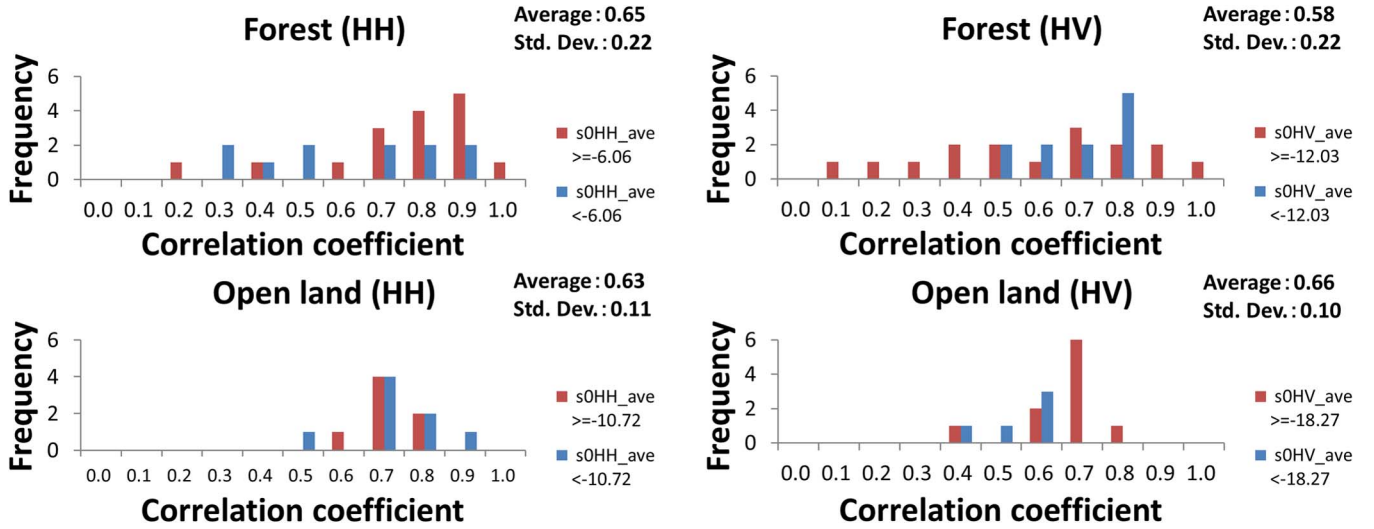 Forest (HH)
Average : 0.65
Std. Dev. : 0.22
Frequency
6
4
2
0
0.0 0.1 0.2 0.3 0.4 0.5 0.6 0.7 0.8 0.9 1.0
Correlation coefficient
s0HH_ave
>=-6.06
s0HH_ave
<-6.06
Forest (HV)
Average : 0.58
Std. Dev. : 0.22
Frequency
6
4
2
0
0.0 0.1 0.2 0.3 0.4 0.5 0.6 0.7 0.8 0.9 1.0
Correlation coefficient
s0HV_ave
>=-12.03
s0HV_ave
<-12.03
Open land (HH)
Average : 0.63
Std. Dev. : 0.11
Frequency
6
4
2
0
0.0 0.1 0.2 0.3 0.4 0.5 0.6 0.7 0.8 0.9 1.0
Correlation coefficient
s0HH_ave
>=-10.72
s0HH_ave
<-10.72
Open land (HV)
Average : 0.66
Std. Dev. : 0.10
Frequency
6
4
2
0
0.0 0.1 0.2 0.3 0.4 0.5 0.6 0.7 0.8 0.9 1.0
Correlation coefficient
s0HV_ave
>=-18.27
s0HV_ave
<-18.27